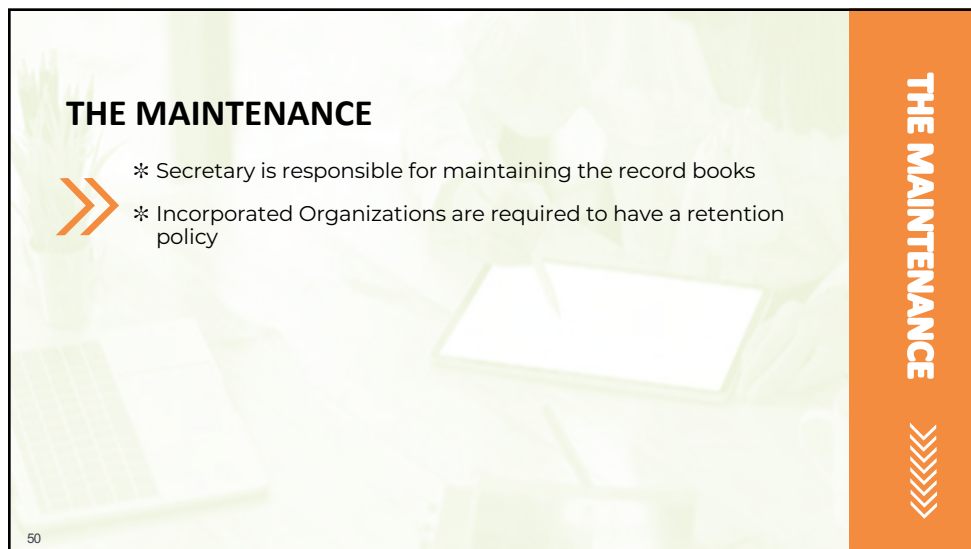 THE MAINTENANCE
✻ Secretary is responsible for maintaining the record books
✻ Incorporated Organizations are required to have a retention
policy
THE MAINTENANCE
50